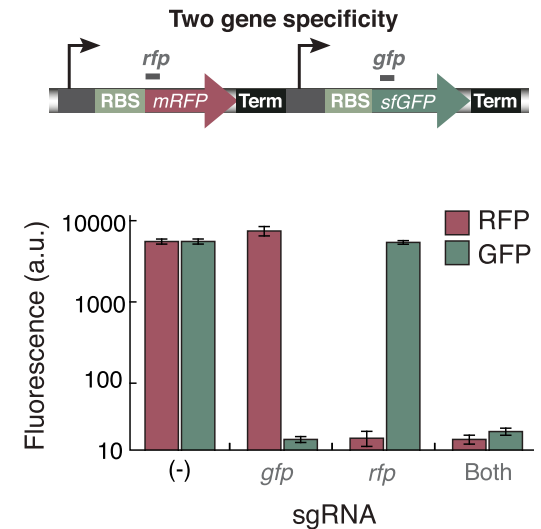 Two gene specificity
rfp
gfp
RBS mRFP Term RBS sfGFP Term
Fluorescence (a.u.)
10000
1000
100
10
RFP
GFP
(-) gfp rfp Both
sgRNA